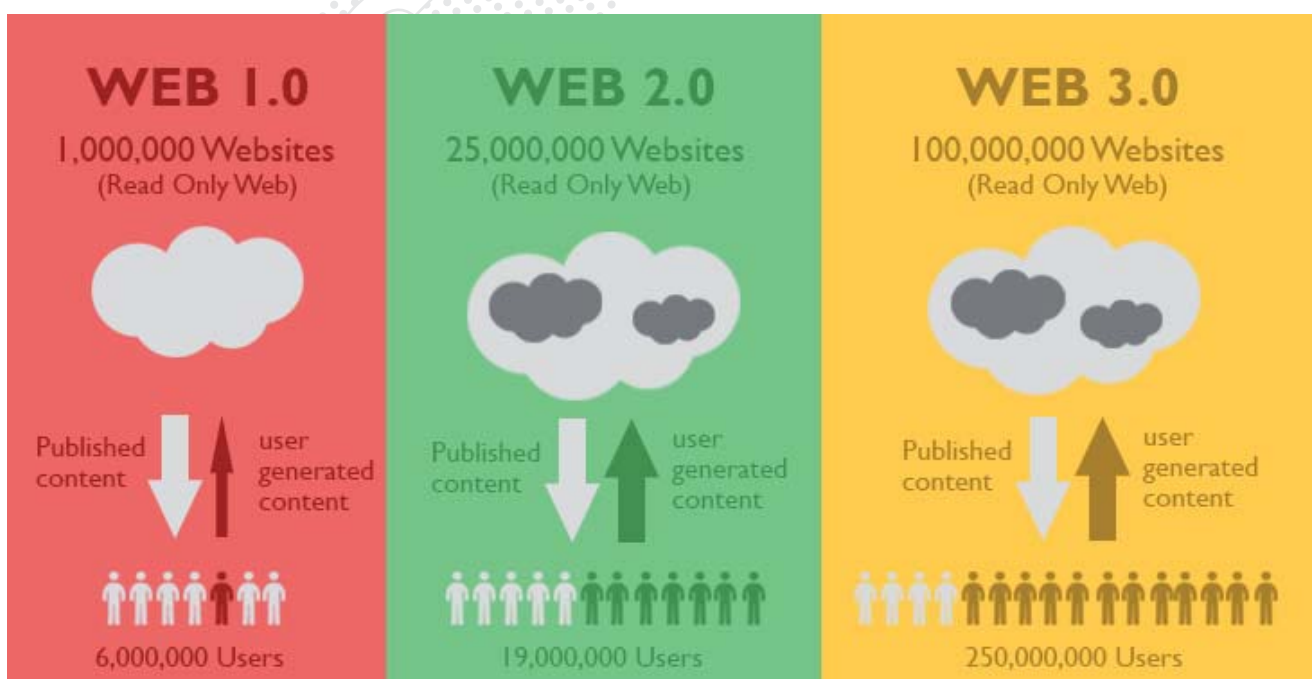 WEB 1.0
1,000,000 Websites
(Read Only Web)
Published
content
user
generated
content
6,000,000 Users
WEB 2.0
25,000,000 Websites
(Read Only Web)
Published
content
user
generated
content
19,000,000 Users
WEB 3.0
100,000,000 Websites
(Read Only Web)
Published
content
user
generated
content
250,000,000 Users